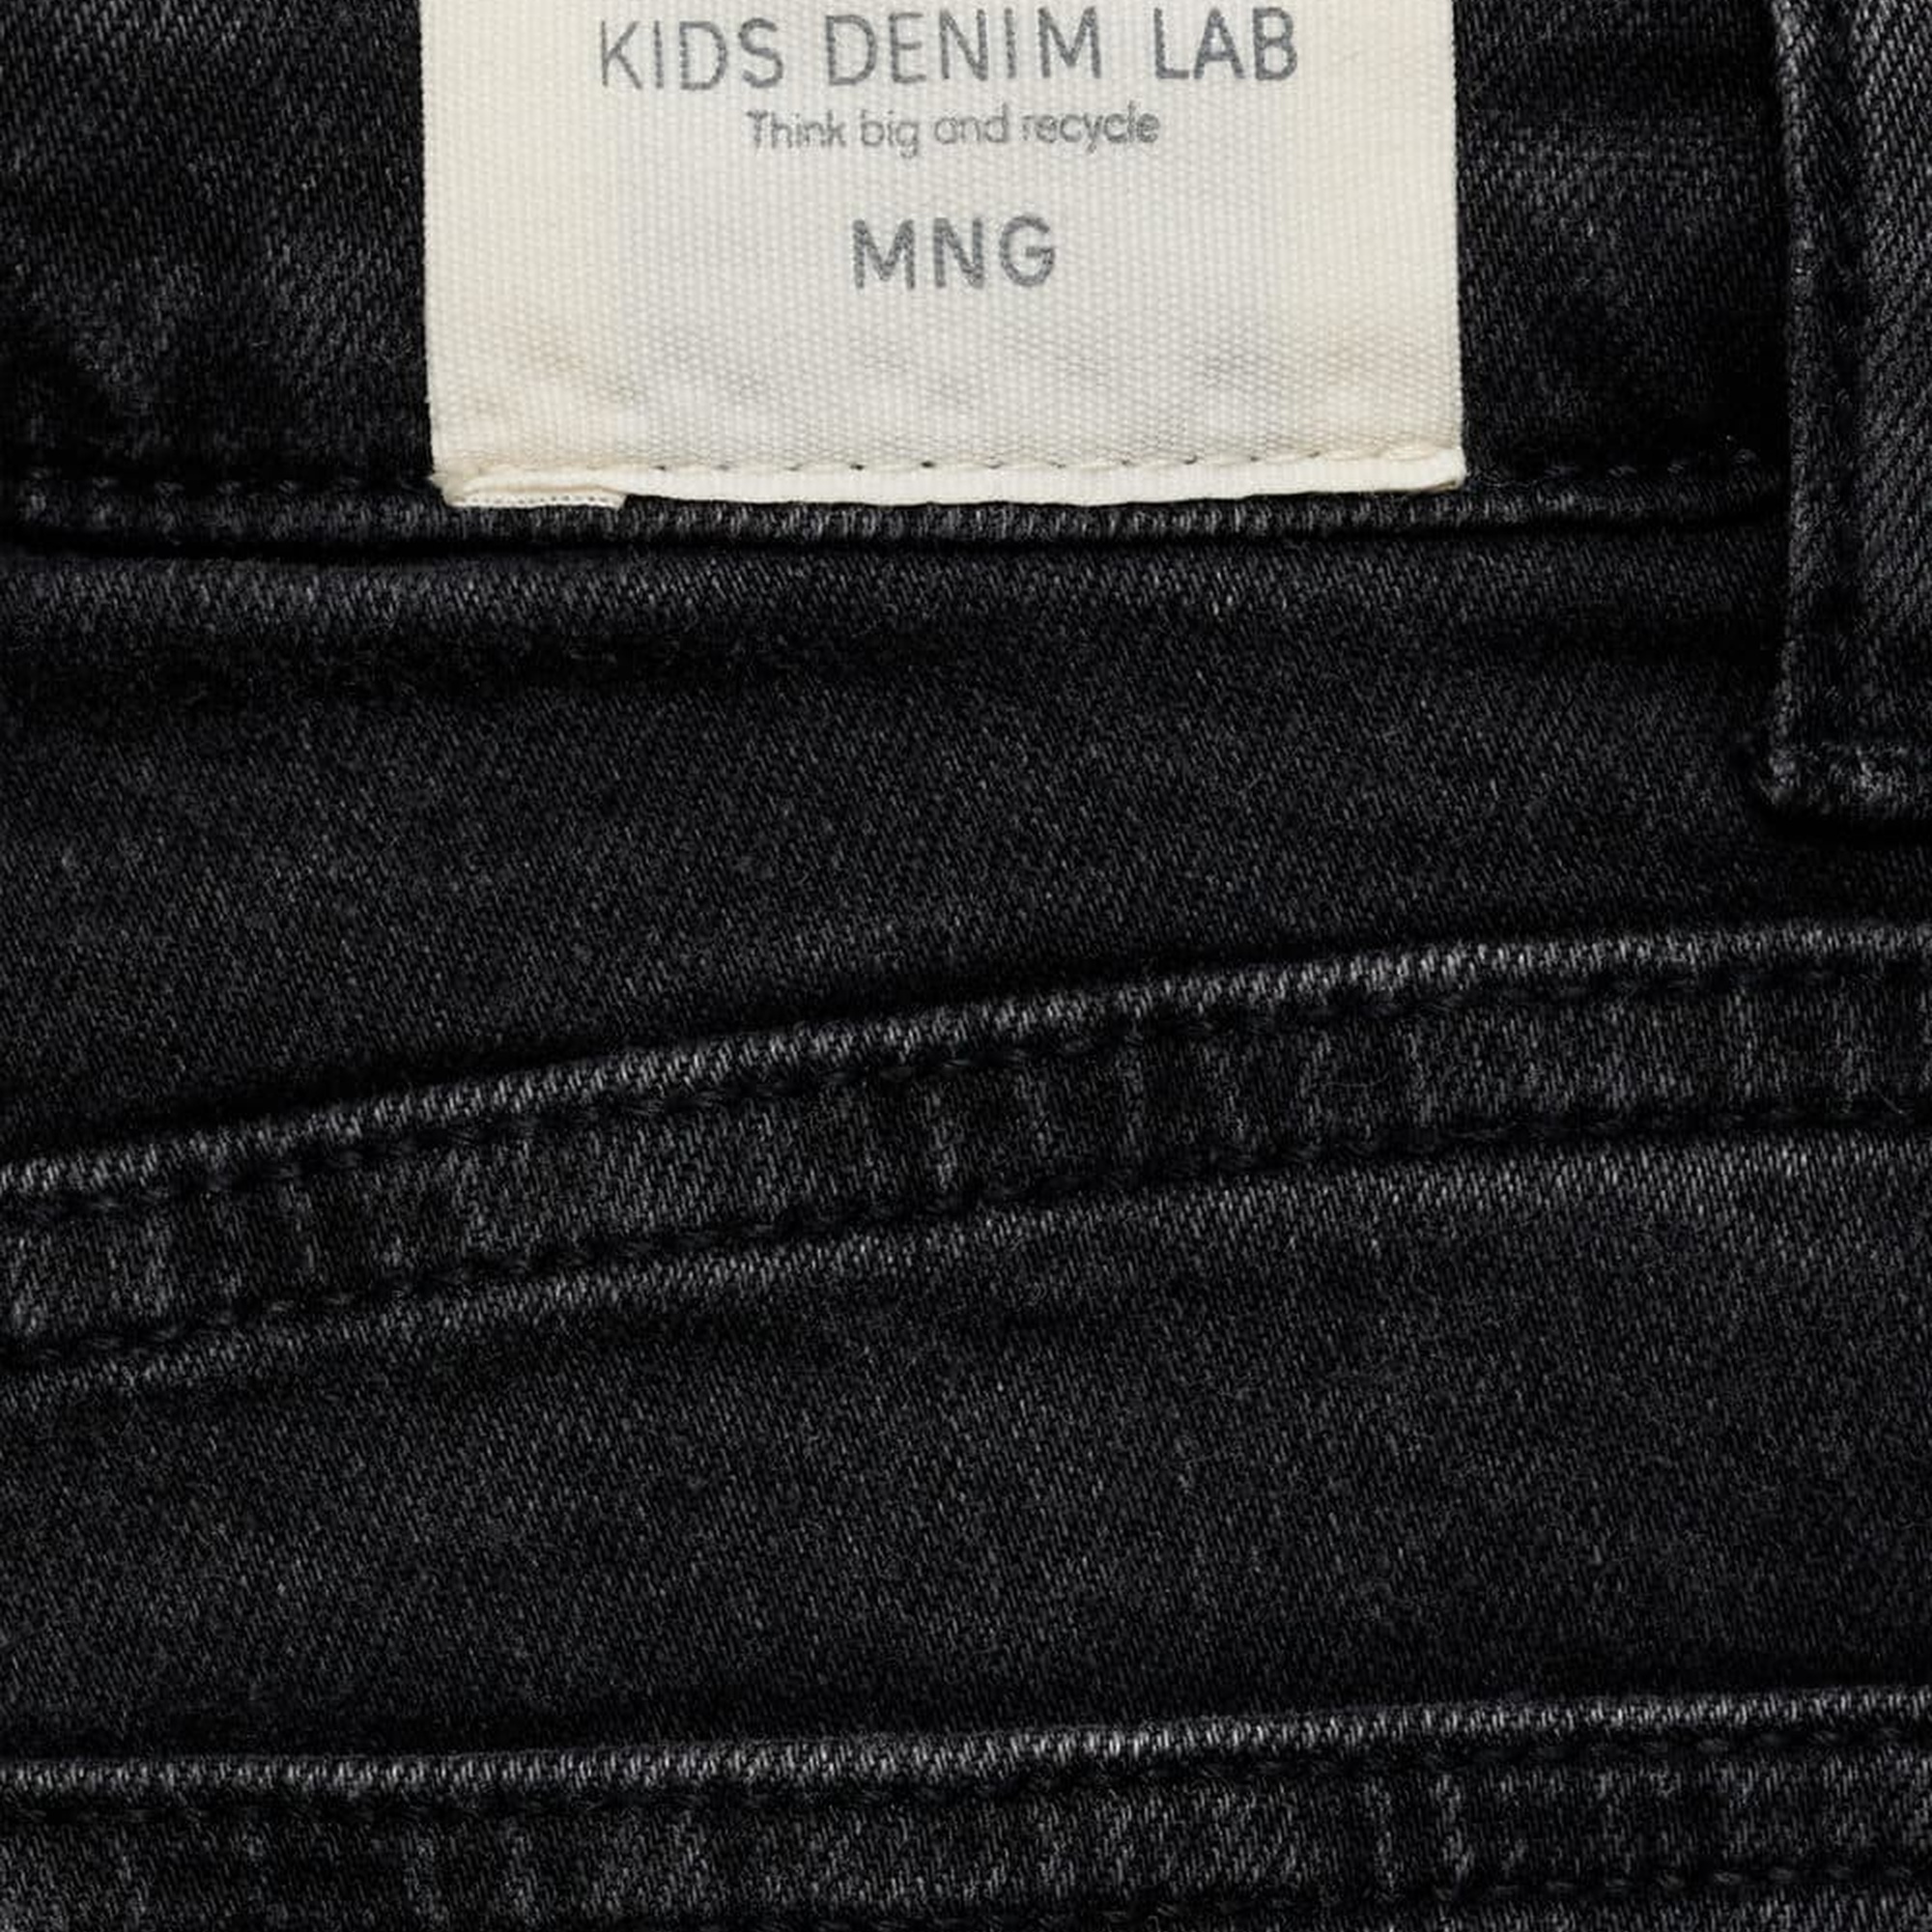 KIDS DENIM LAB
Think big and recycle
MNG